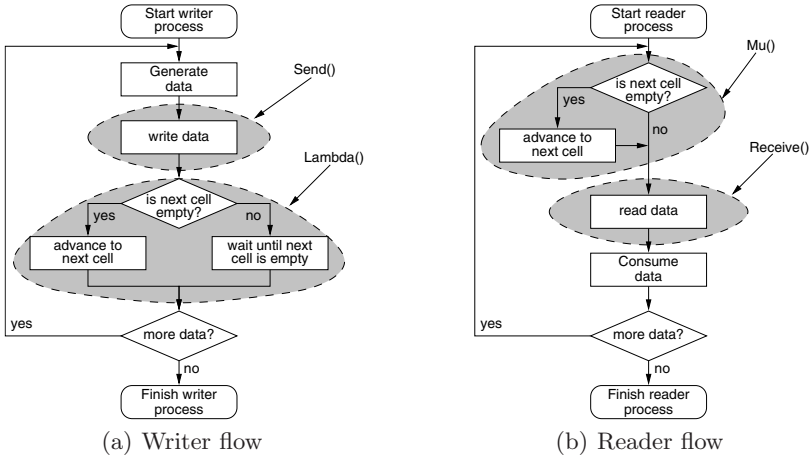 Start writer
process
Generate
data
Send()
write data
Lambda()
is next cell
empty?
yes
no
advance to
next cell
wait until next
cell is empty
yes
more data?
no
Finish writer
process
(a) Writer flow
Start reader
process
Mu()
is next cell
empty?
yes
no
advance to
next cell
Receive()
read data
Consume
data
yes
more data?
no
Finish reader
process
(b) Reader flow